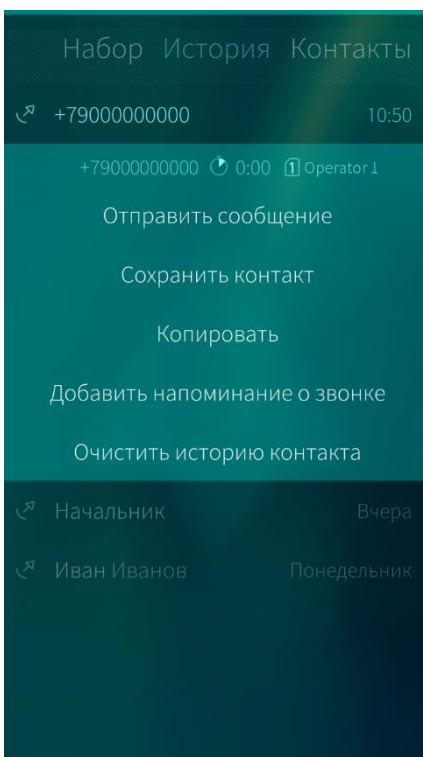 Набор История Контакты
+79000000000 10:50
+79000000000 0:00 1 Operator 1
Отправить сообщение
Сохранить контакт
Копировать
Добавить напоминание о звонке
Очистить историю контакта
Начальник Вчера
Иван Иванов Понедельник